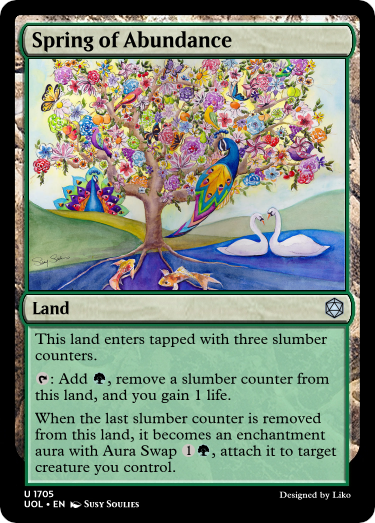 Spring of Abundance
Land
This land enters tapped with three slumber
counters.
: Add , remove a slumber counter from
this land, and you gain 1 life.
When the last slumber counter is removed
from this land, it becomes an enchantment
aura with Aura Swap 1 , attach it to target
creature you control.
U 1705
Designed by Liko
UOL • EN Susy Soulies